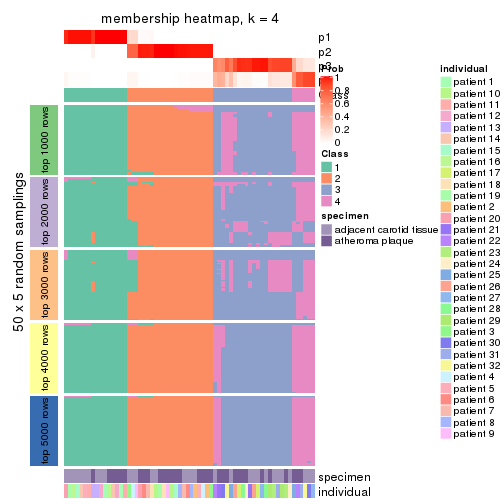 membership heatmap, k = 4
p1
p2
p3
Prob
1
0.8
0.6
0.4
0.2
0
Class
1
2
3
4
specimen
adjacent carotid tissue
atheroma plaque
individual
patient 1
patient 10
patient 11
patient 12
patient 13
patient 14
patient 15
patient 16
patient 17
patient 18
patient 19
patient 2
patient 20
patient 21
patient 22
patient 23
patient 24
patient 25
patient 26
patient 27
patient 28
patient 29
patient 3
patient 30
patient 31
patient 32
patient 4
patient 5
patient 6
patient 7
patient 8
patient 9
50 x 5 random samplings
top 1000 rows
top 2000 rows
top 3000 rows
top 4000 rows
top 5000 rows
specimen
individual